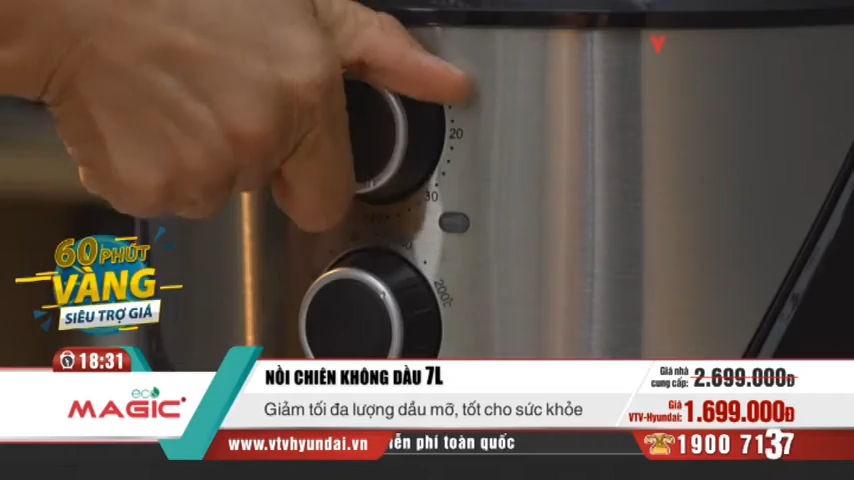 20
30
200℃
60 PHÚT
VÀNG
SIÊU TRỢ GIÁ
18:31
eco
MAGIC
NỒI CHIÊN KHÔNG DẦU 7L
Giảm tối đa lượng dầu mỡ, tốt cho sức khỏe
Giá nhà
cung cấp: 2.699.000Đ
Giá
VTV-Hyundai: 1.699.000Đ
www.vtvhyundai.vn
iễn phí toàn quốc
1900 7137